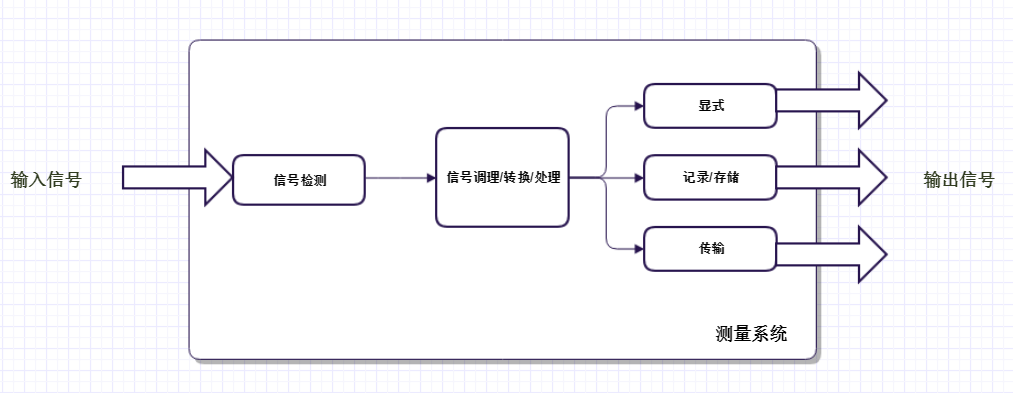 输入信号
信号检测
信号调理/转换/处理
显式
记录/存储
传输
输出信号
测量系统